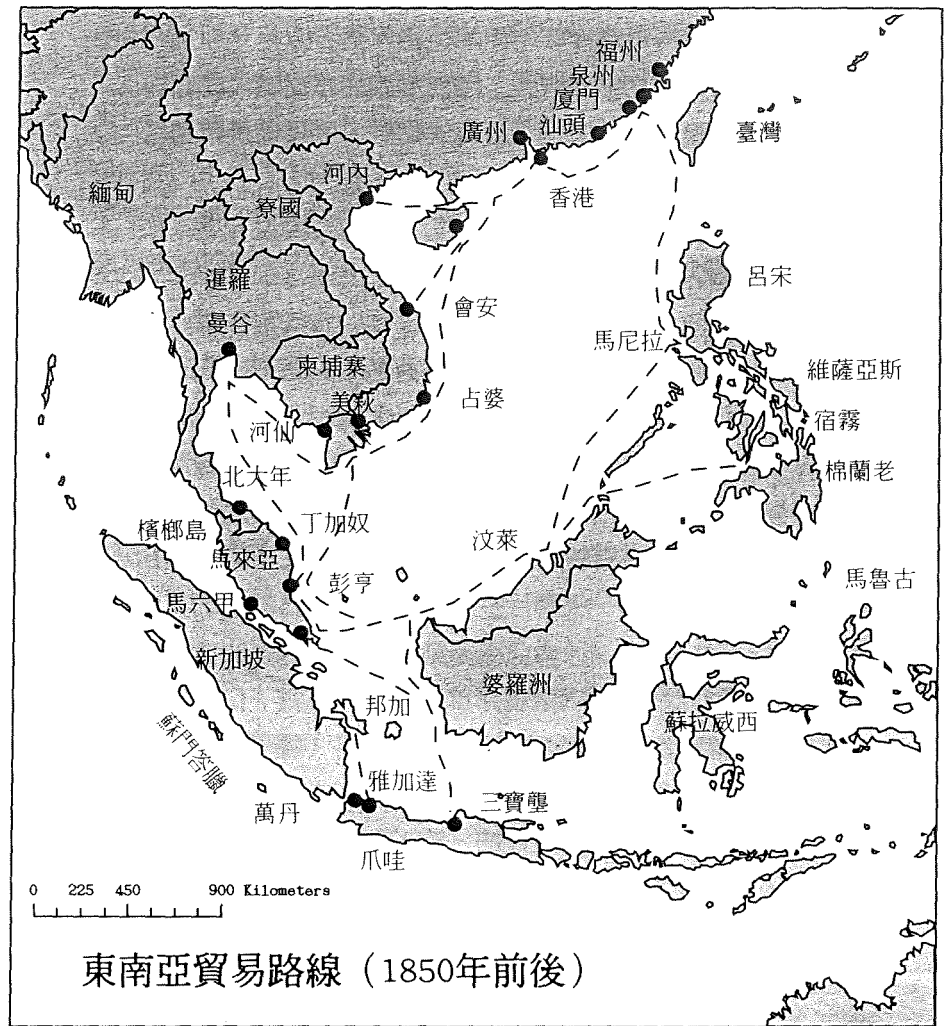 福州
泉州
廈門
汕頭
廣州
臺灣
香港
河內
緬甸
寮國
暹羅
呂宋
會安
曼谷
馬尼拉
柬埔寨
維薩亞斯
美萩
占婆
宿霧
河仙
棉蘭老
北大年
丁加奴
檳榔島
汶萊
馬來亞
彭亨
馬魯古
馬六甲
新加坡
婆羅洲
邦加
蘇拉威西
蘇門答臘
雅加達
三寶壟
萬丹
爪哇
0 225 450 900 Kilometers
東南亞貿易路線（1850年前後）